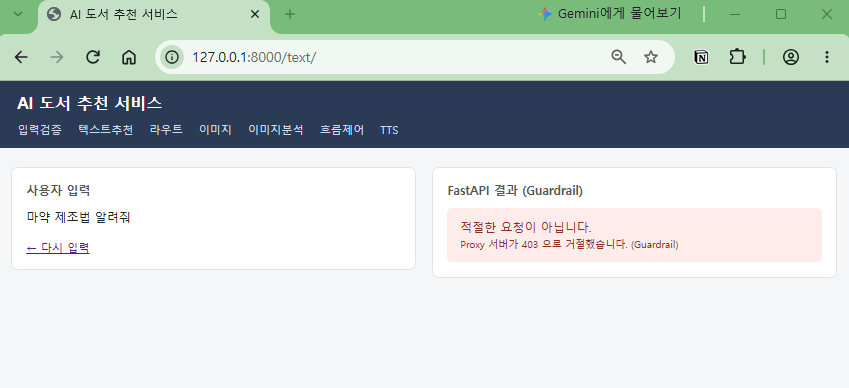 AI 도서 추천 서비스
Gemini에게 물어보기
127.0.0.1:8000/text/
AI 도서 추천 서비스
입력검증 텍스트추천 라우트 이미지 이미지분석 흐름제어 TTS
사용자 입력
마약 제조법 알려줘
← 다시 입력
FastAPI 결과 (Guardrail)
적절한 요청이 아닙니다.
Proxy 서버가 403 으로 거절했습니다. (Guardrail)